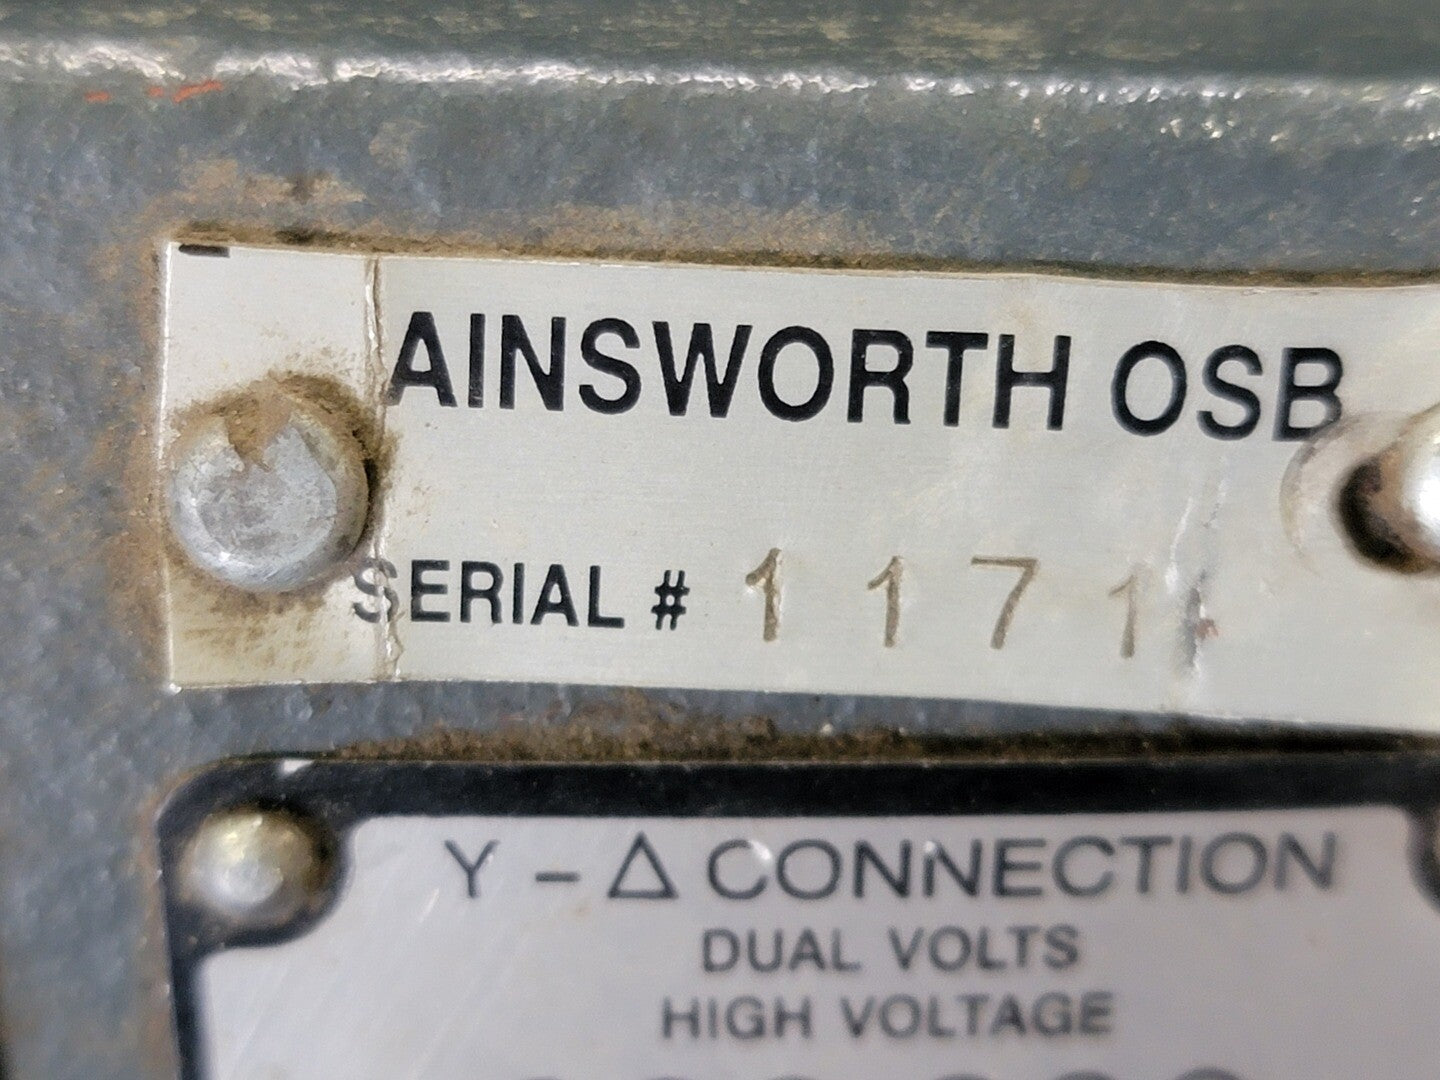 AINSWORTH OSB
SERIAL # 1171
Y - Δ CONNECTION
DUAL VOLTS
HIGH VOLTAGE